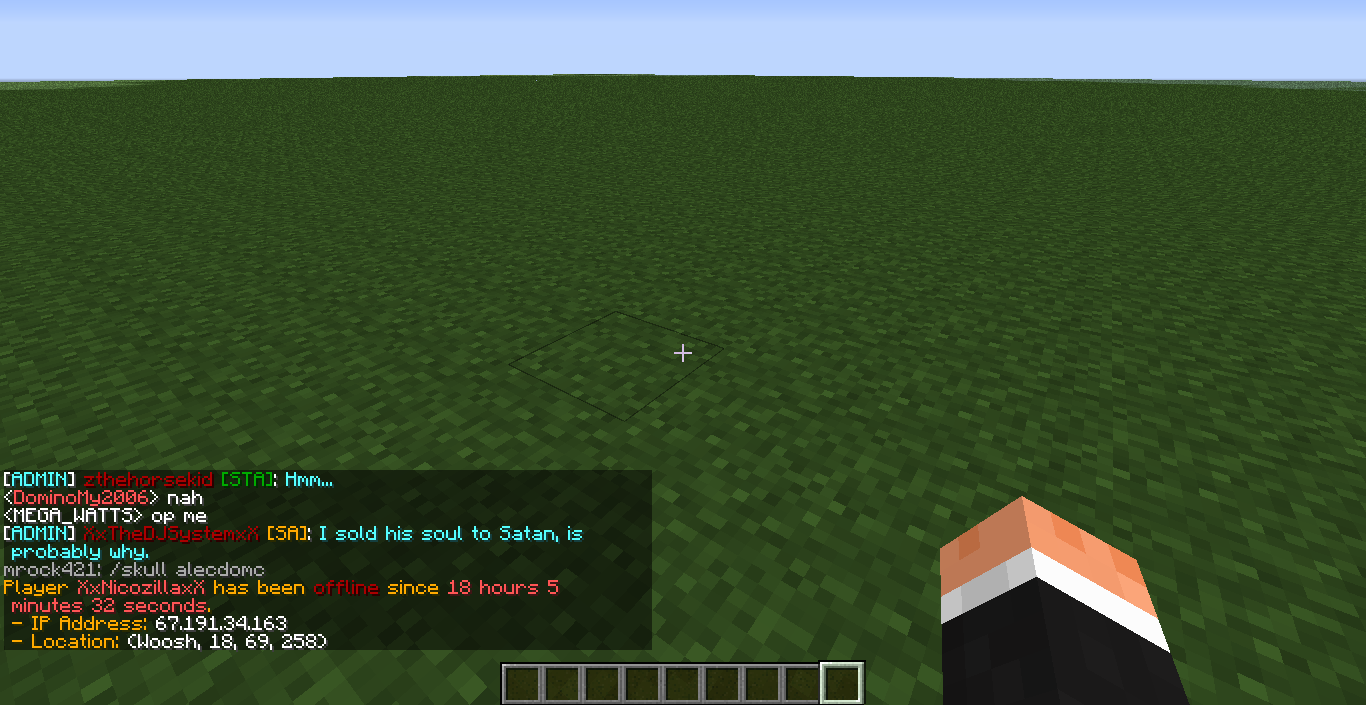 [ADMIN] zthehorsekid [STA]: Hmm...
<DominoMy2006> nah
<MEGA_WATTS> op me
[ADMIN] XxTheDJSystemxX [SA]: I sold his soul to Satan, is
probably why.
mrock421: /skull alecdomc
Player XxNicozillaxX has been offline since 18 hours 5
minutes 32 seconds.
- IP Address: 67.191.34.163
- Location: (Woosh, 18, 69, 258)